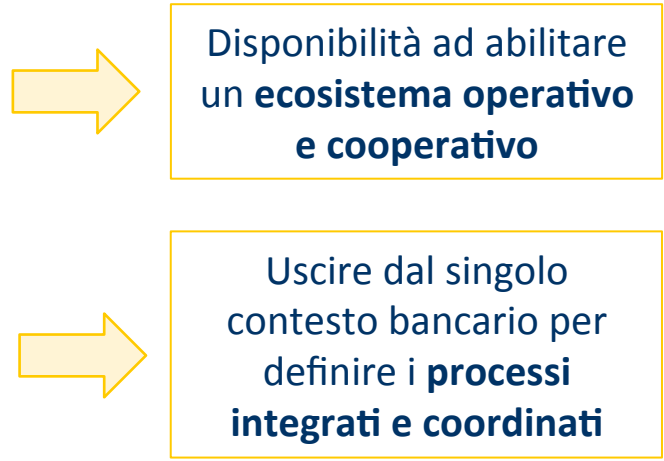 Disponibilità ad abilitare
un ecosistema operativo
e cooperativo
Uscire dal singolo
contesto bancario per
definire i processi
integrati e coordinati